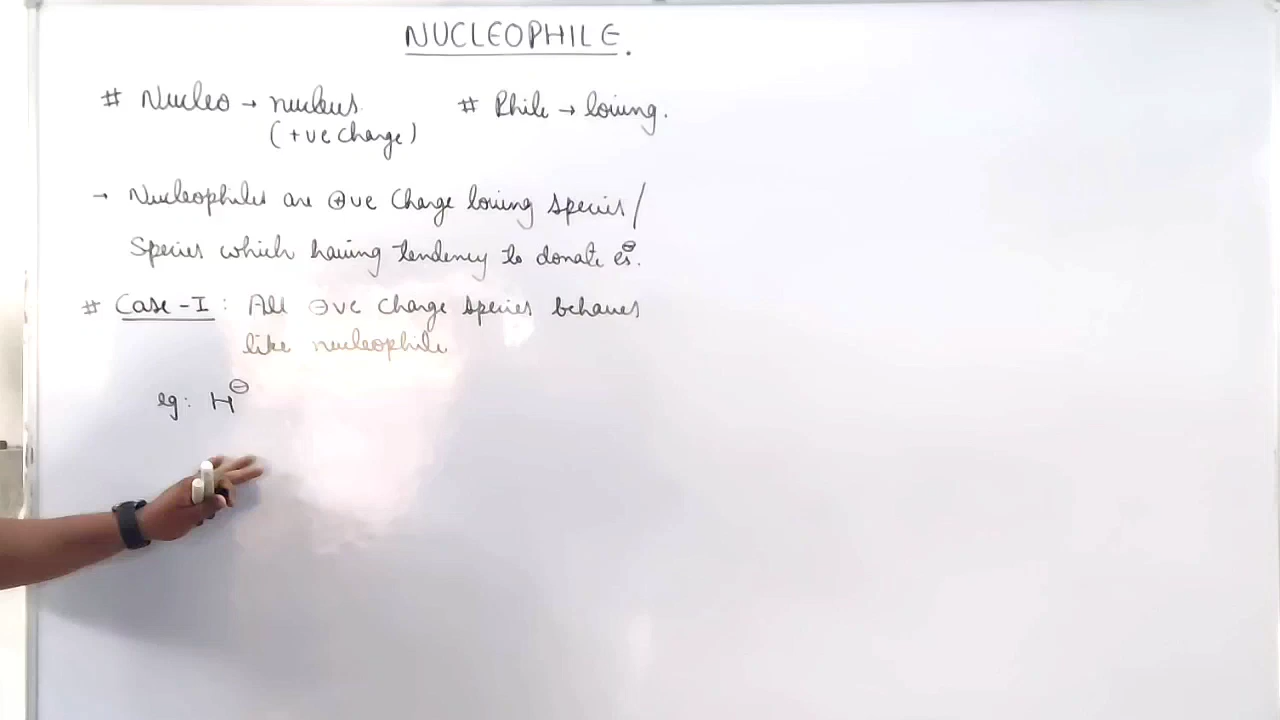 NUCLEOPHILE.
# Nucleo → nucleus. # Phile → loving.
(+ve charge)
→ Nucleophiles are ⊕ve charge loving species/
Species which having tendency to donate e⊖s.
# Case-I : All ⊖ve charge species behaves
like nucleophile
eg: H⊖